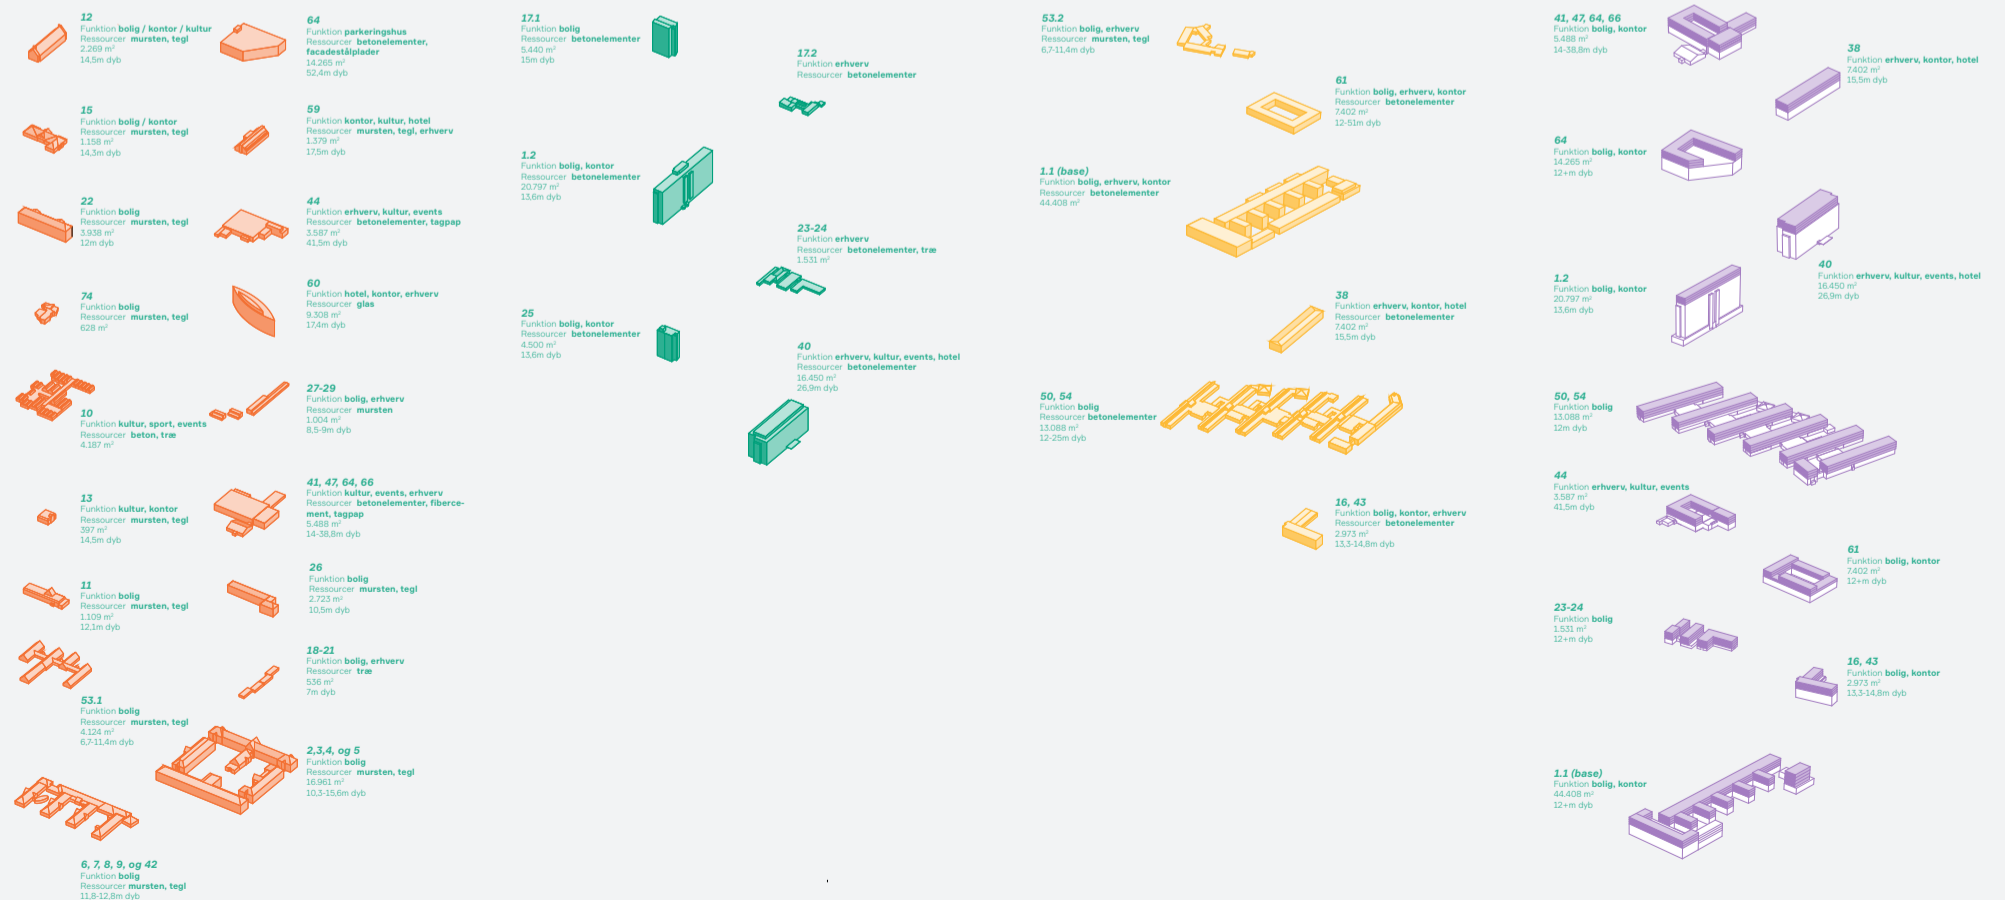 12
Funktion bolig / kontor / kultur
Ressourcer mursten, tegl
2.269 m²
14,5m dyb
15
Funktion bolig / kontor
Ressourcer mursten, tegl
1.158 m²
14,3m dyb
22
Funktion bolig
Ressourcer mursten, tegl
3.938 m²
12m dyb
74
Funktion bolig
Ressourcer mursten, tegl
628 m²
10
Funktion kultur, sport, events
Ressourcer beton, træ
4.187 m²
13
Funktion kultur, kontor
Ressourcer mursten, tegl
397 m²
14,5m dyb
11
Funktion bolig
Ressourcer mursten, tegl
1.109 m²
12,1m dyb
53.1
Funktion bolig
Ressourcer mursten, tegl
4.124 m²
6,7-11,4m dyb
6, 7, 8, 9, og 42
Funktion bolig
Ressourcer mursten, tegl
11,8-12,8m dyb
64
Funktion parkeringshus
Ressourcer betonelementer,
facadestålplader
14.265 m²
52,4m dyb
59
Funktion kontor, kultur, hotel
Ressourcer mursten, tegl, erhverv
1.379 m²
17,5m dyb
44
Funktion erhverv, kultur, events
Ressourcer betonelementer, tagpap
3.587 m²
41,5m dyb
60
Funktion hotel, kontor, erhverv
Ressourcer glas
9.308 m²
17,4m dyb
27-29
Funktion bolig, erhverv
Ressourcer mursten
1.004 m²
8,5-9m dyb
41, 47, 64, 66
Funktion kultur, events, erhverv
Ressourcer betonelementer, fiberce-
ment, tagpap
5.488 m²
14-38,8m dyb
26
Funktion bolig
Ressourcer mursten, tegl
2.723 m²
10,5m dyb
18-21
Funktion bolig, erhverv
Ressourcer træ
536 m²
7m dyb
2,3,4, og 5
Funktion bolig
Ressourcer mursten, tegl
16.961 m²
10,3-15,6m dyb
17.1
Funktion bolig
Ressourcer betonelementer
5.440 m²
15m dyb
17.2
Funktion erhverv
Ressourcer betonelementer
1.2
Funktion bolig, kontor
Ressourcer betonelementer
20.797 m²
13,6m dyb
23-24
Funktion erhverv
Ressourcer betonelementer, træ
1.531 m²
25
Funktion bolig, kontor
Ressourcer betonelementer
4.500 m²
13,6m dyb
40
Funktion erhverv, kultur, events, hotel
Ressourcer betonelementer
16.450 m²
26,9m dyb
53.2
Funktion bolig, erhverv
Ressourcer mursten, tegl
6,7-11,4m dyb
61
Funktion bolig, erhverv, kontor
Ressourcer betonelementer
7.402 m²
12-51m dyb
1.1 (base)
Funktion bolig, erhverv, kontor
Ressourcer betonelementer
44.408 m²
38
Funktion erhverv, kontor, hotel
Ressourcer betonelementer
7.402 m²
15,5m dyb
50, 54
Funktion bolig
Ressourcer betonelementer
13.088 m²
12-25m dyb
16, 43
Funktion bolig, kontor, erhverv
Ressourcer betonelementer
2.973 m²
13,3-14,8m dyb
41, 47, 64, 66
Funktion bolig, kontor
5.488 m²
14-38,8m dyb
38
Funktion erhverv, kontor, hotel
7.402 m²
15,5m dyb
64
Funktion bolig, kontor
14.265 m²
12+m dyb
40
Funktion erhverv, kultur, events, hotel
16.450 m²
26,9m dyb
1.2
Funktion bolig, kontor
20.797 m²
13,6m dyb
50, 54
Funktion bolig
13.088 m²
12m dyb
44
Funktion erhverv, kultur, events
3.587 m²
41,5m dyb
61
Funktion bolig, kontor
7.402 m²
12+m dyb
23-24
Funktion bolig
1.531 m²
12+m dyb
16, 43
Funktion bolig, kontor
2.973 m²
13,3-14,8m dyb
1.1 (base)
Funktion bolig, kontor
44.408 m²
12+m dyb